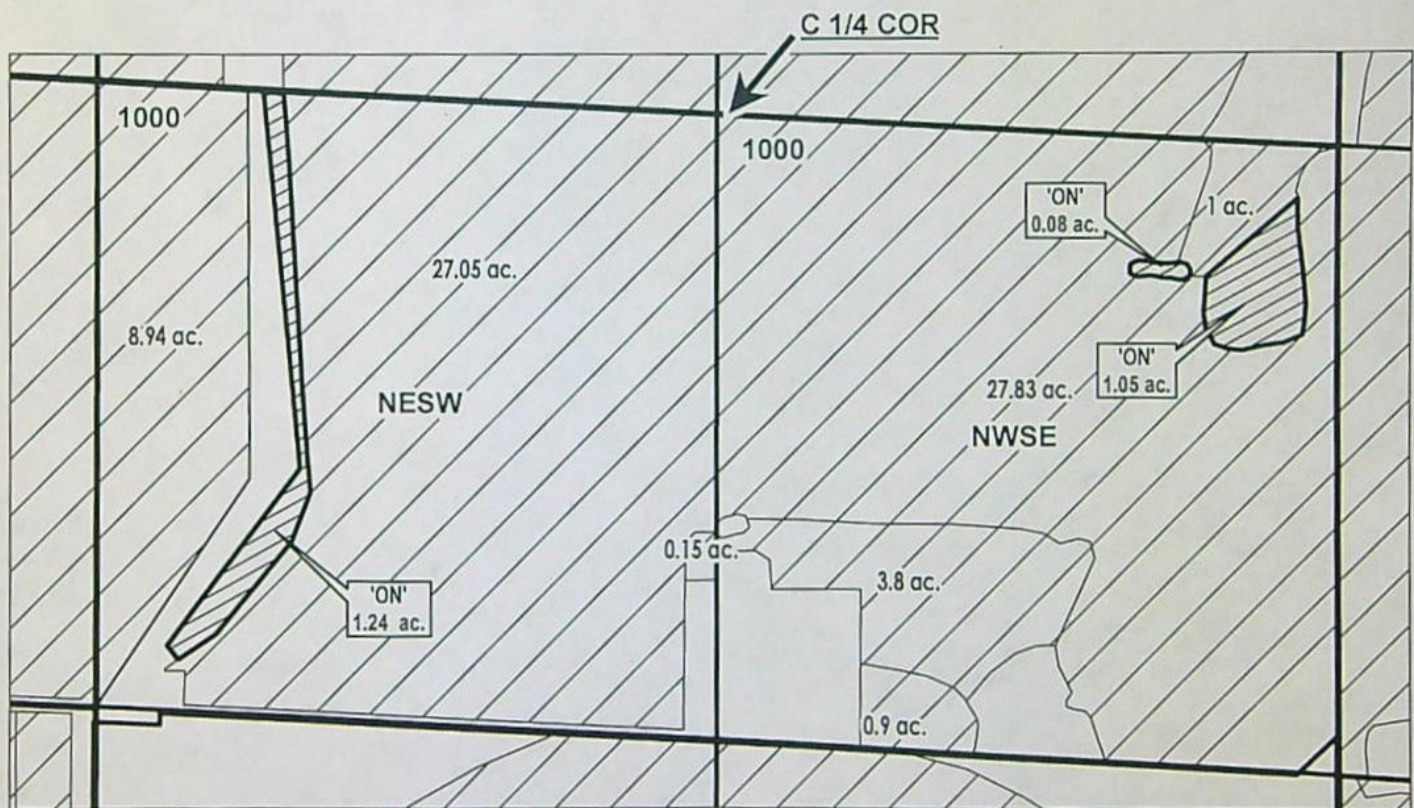 C 1/4 COR
1000
1000
'ON'
0.08 ac.
1 ac.
27.05 ac.
8.94 ac.
'ON'
1.05 ac.
27.83 ac.
NESW
NWSE
0.15 ac.
3.8 ac.
'ON'
1.24 ac.
0.9 ac.